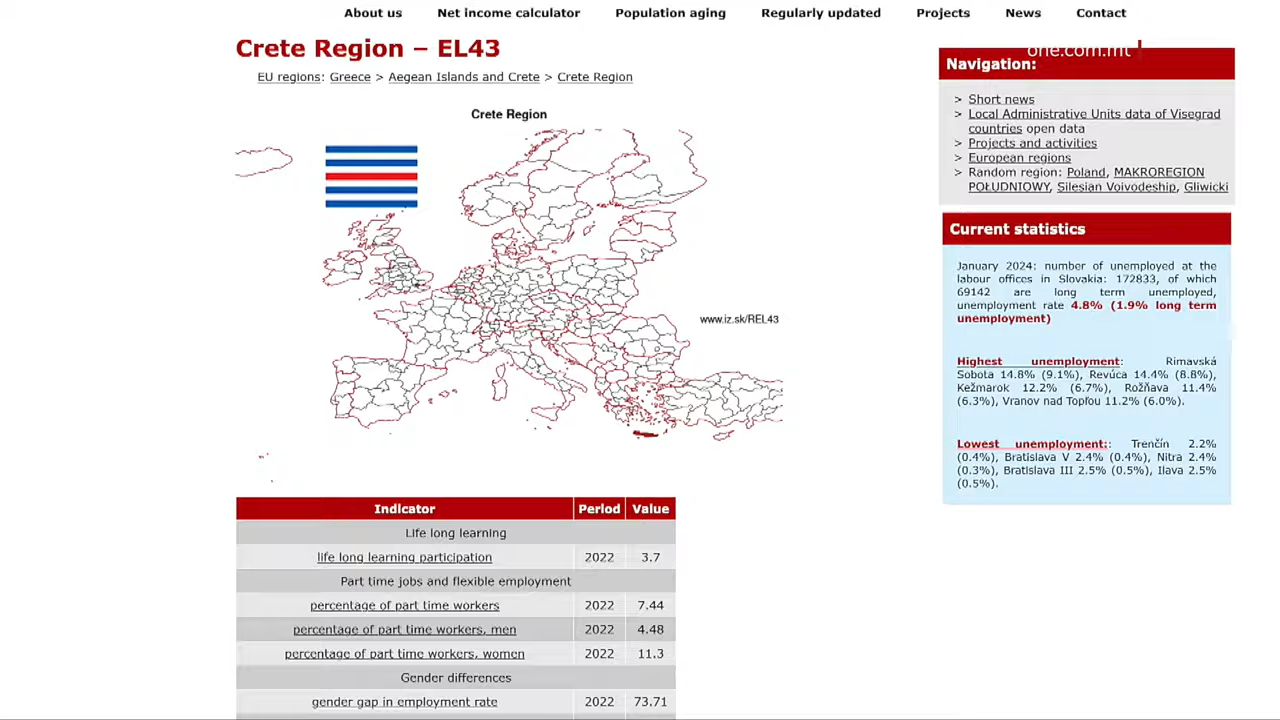 About us Net income calculator Population aging Regularly updated Projects News Contact
Crete Region – EL43
EU regions: Greece > Aegean Islands and Crete > Crete Region
Crete Region
www.iz.sk/REL43
Indicator Period Value
Life long learning
life long learning participation 2022 3.7
Part time jobs and flexible employment
percentage of part time workers 2022 7.44
percentage of part time workers, men 2022 4.48
percentage of part time workers, women 2022 11.3
Gender differences
gender gap in employment rate 2022 73.71
one.com.mt
Navigation:
> Short news
> Local Administrative Units data of Visegrad
countries open data
> Projects and activities
> European regions
> Random region: Poland, MAKROREGION
POŁUDNIOWY, Silesian Voivodeship, Gliwicki
Current statistics
January 2024: number of unemployed at the
labour offices in Slovakia: 172833, of which
69142 are long term unemployed,
unemployment rate 4.8% (1.9% long term
unemployment)
Highest unemployment: Rimavská
Sobota 14.8% (9.1%), Revúca 14.4% (8.8%),
Kežmarok 12.2% (6.7%), Rožňava 11.4%
(6.3%), Vranov nad Topľou 11.2% (6.0%).
Lowest unemployment:: Trenčín 2.2%
(0.4%), Bratislava V 2.4% (0.4%), Nitra 2.4%
(0.3%), Bratislava III 2.5% (0.5%), Ilava 2.5%
(0.5%).